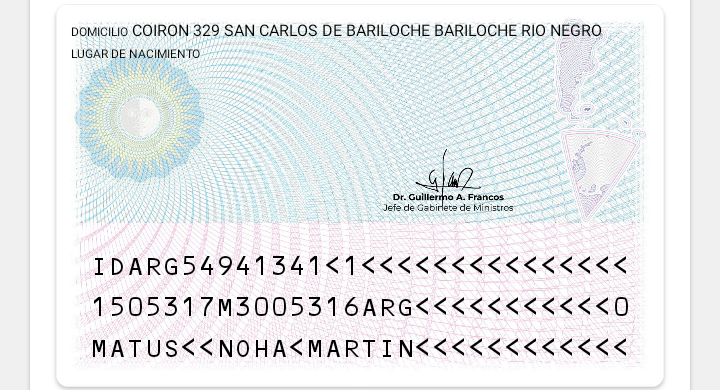 DOMICILIO COIRON 329 SAN CARLOS DE BARILOCHE BARILOCHE RIO NEGRO
LUGAR DE NACIMIENTO
Dr. Guillermo A. Francos
Jefe de Gabinete de Ministros
IDARG54941341<1<<<<<<<<<<<<<<<
1505317M3005316ARG<<<<<<<<<<<0
MATUS<<NOHA<MARTIN<<<<<<<<<<<<